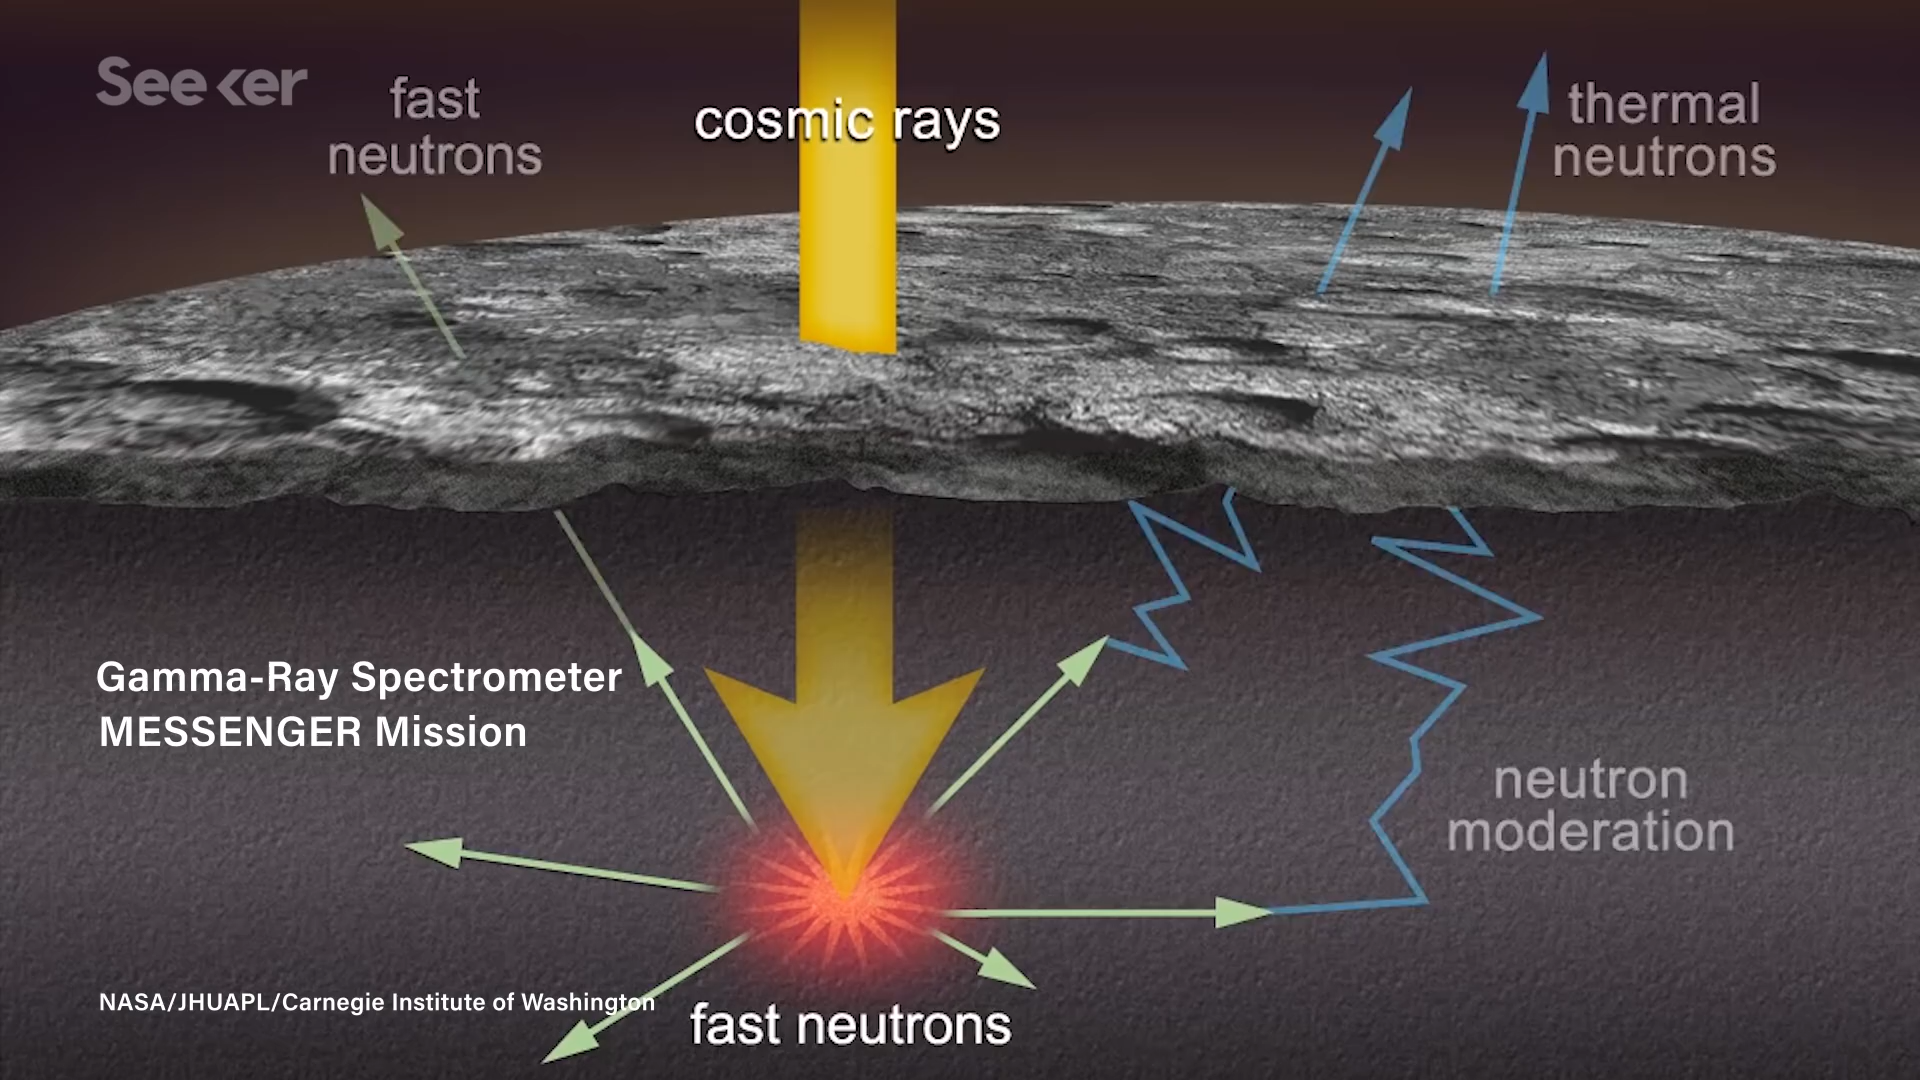 Seeker
fast
neutrons
cosmic rays
thermal
neutrons
Gamma-Ray Spectrometer
MESSENGER Mission
neutron
moderation
NASA/JHUAPL/Carnegie Institute of Washington
fast neutrons